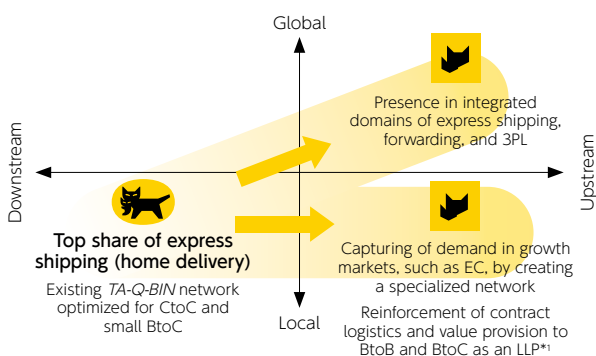 Global
Presence in integrated
domains of express shipping,
forwarding, and 3PL
Downstream
Upstream
Top share of express
shipping (home delivery)
Existing TA-Q-BIN network
optimized for CtoC and
small BtoC
Capturing of demand in growth
markets, such as EC, by creating
a specialized network
Reinforcement of contract
logistics and value provision to
BtoB and BtoC as an LLP*1
Local